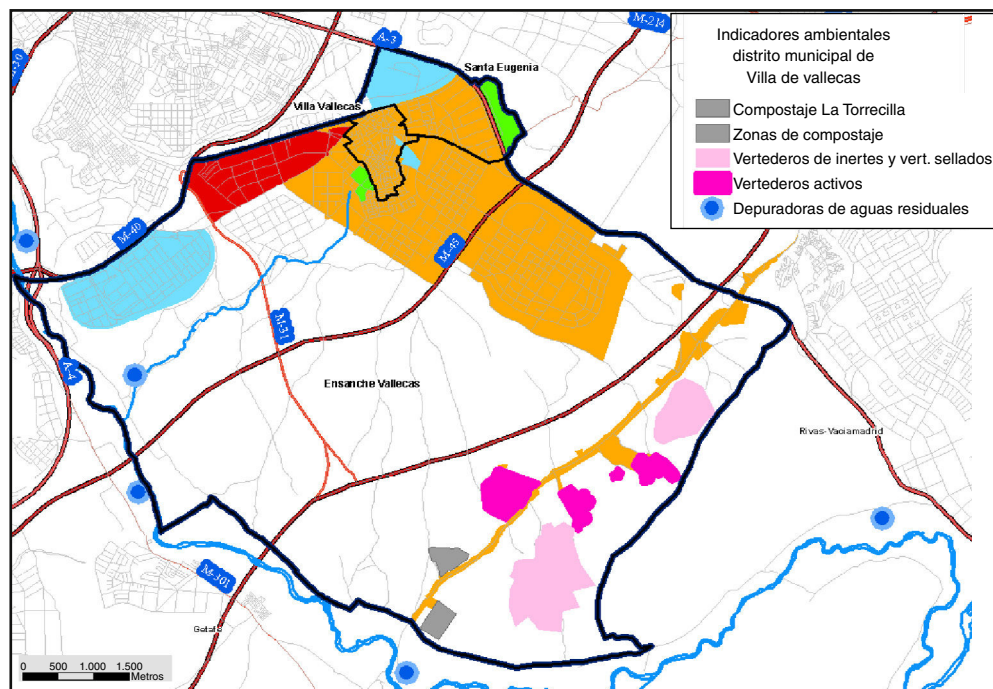 Indicadores ambientales
distrito municipal de
Villa de vallecas
Compostaje La Torrecilla
Zonas de compostaje
Vertederos de inertes y vert. sellados
Vertederos activos
Depuradoras de aguas residuales
M-214
A-3
M-30
Santa Eugenia
Villa Vallecas
M-40
M-45
M-31
A-4
Ensanche Vallecas
Rivas-Vaciamadrid
M-301
Getafe
0 500 1.000 1.500
Metros